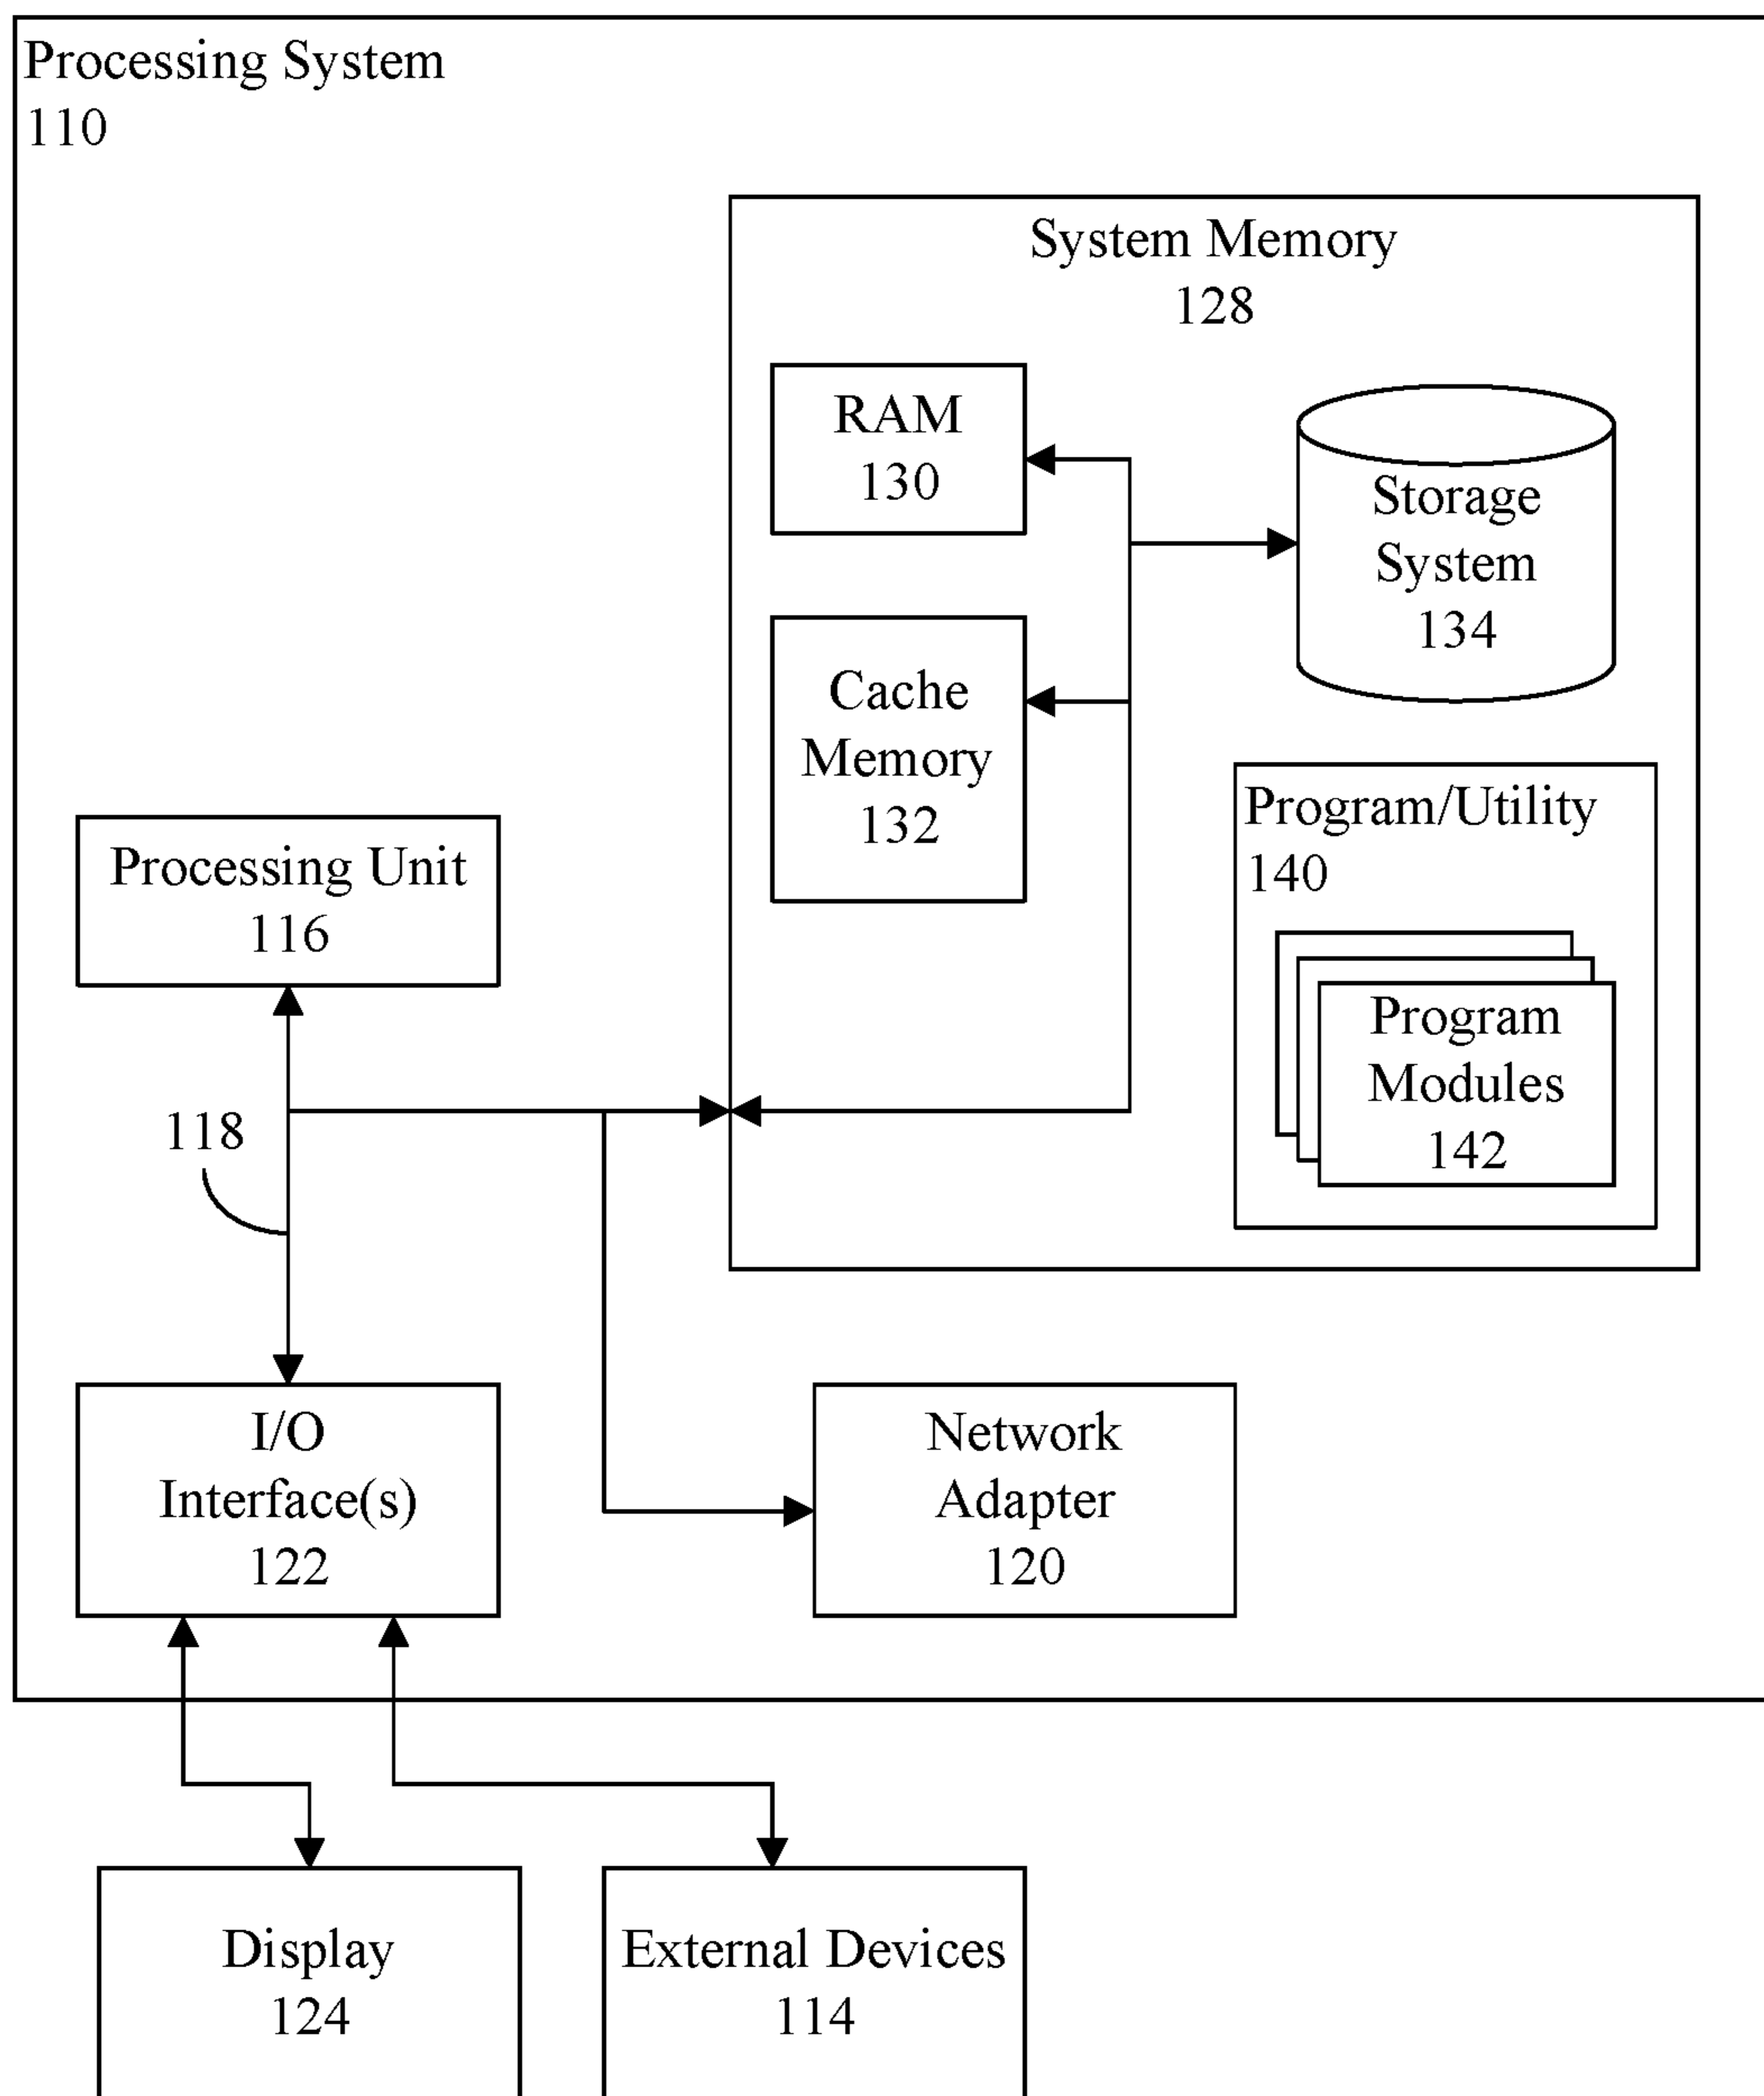 Processing System
110
System Memory
128
RAM
130
Storage
System
134
Cache
Memory
132
Program/Utility
140
Processing Unit
116
Program
Modules
142
118
I/O
Interface(s)
122
Network
Adapter
120
Display
124
External Devices
114